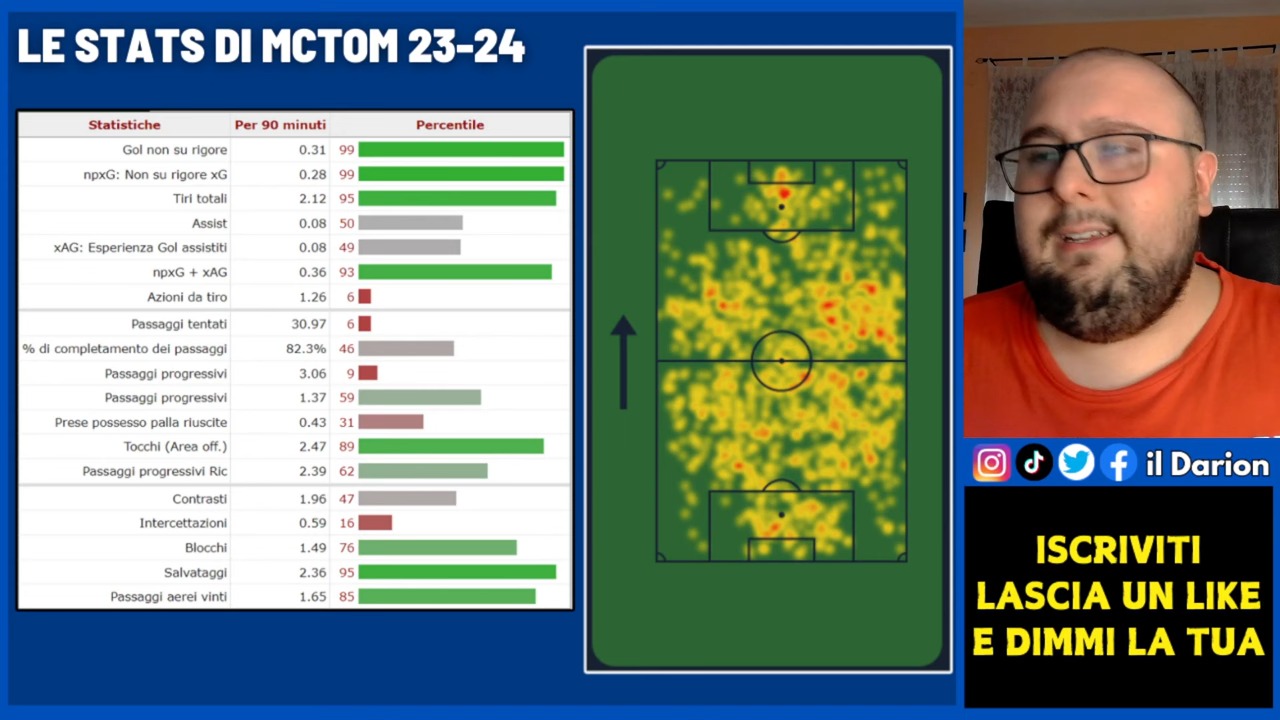 LE STATS DI MCTOM 23-24
Statistiche Per 90 minuti Percentile
Gol non su rigore 0.31 99
npxG: Non su rigore xG 0.28 99
Tiri totali 2.12 95
Assist 0.08 50
xAG: Esperienza Gol assistiti 0.08 49
npxG + xAG 0.36 93
Azioni da tiro 1.26 6
Passaggi tentati 30.97 6
% di completamento dei passaggi 82.3% 46
Passaggi progressivi 3.06 9
Passaggi progressivi 1.37 59
Prese possesso palla riuscite 0.43 31
Tocchi (Area off.) 2.47 89
Passaggi progressivi Ric 2.39 62
Contrasti 1.96 47
Intercettazioni 0.59 16
Blocchi 1.49 76
Salvataggi 2.36 95
Passaggi aerei vinti 1.65 85
il Darion
ISCRIVITI
LASCIA UN LIKE
E DIMMI LA TUA